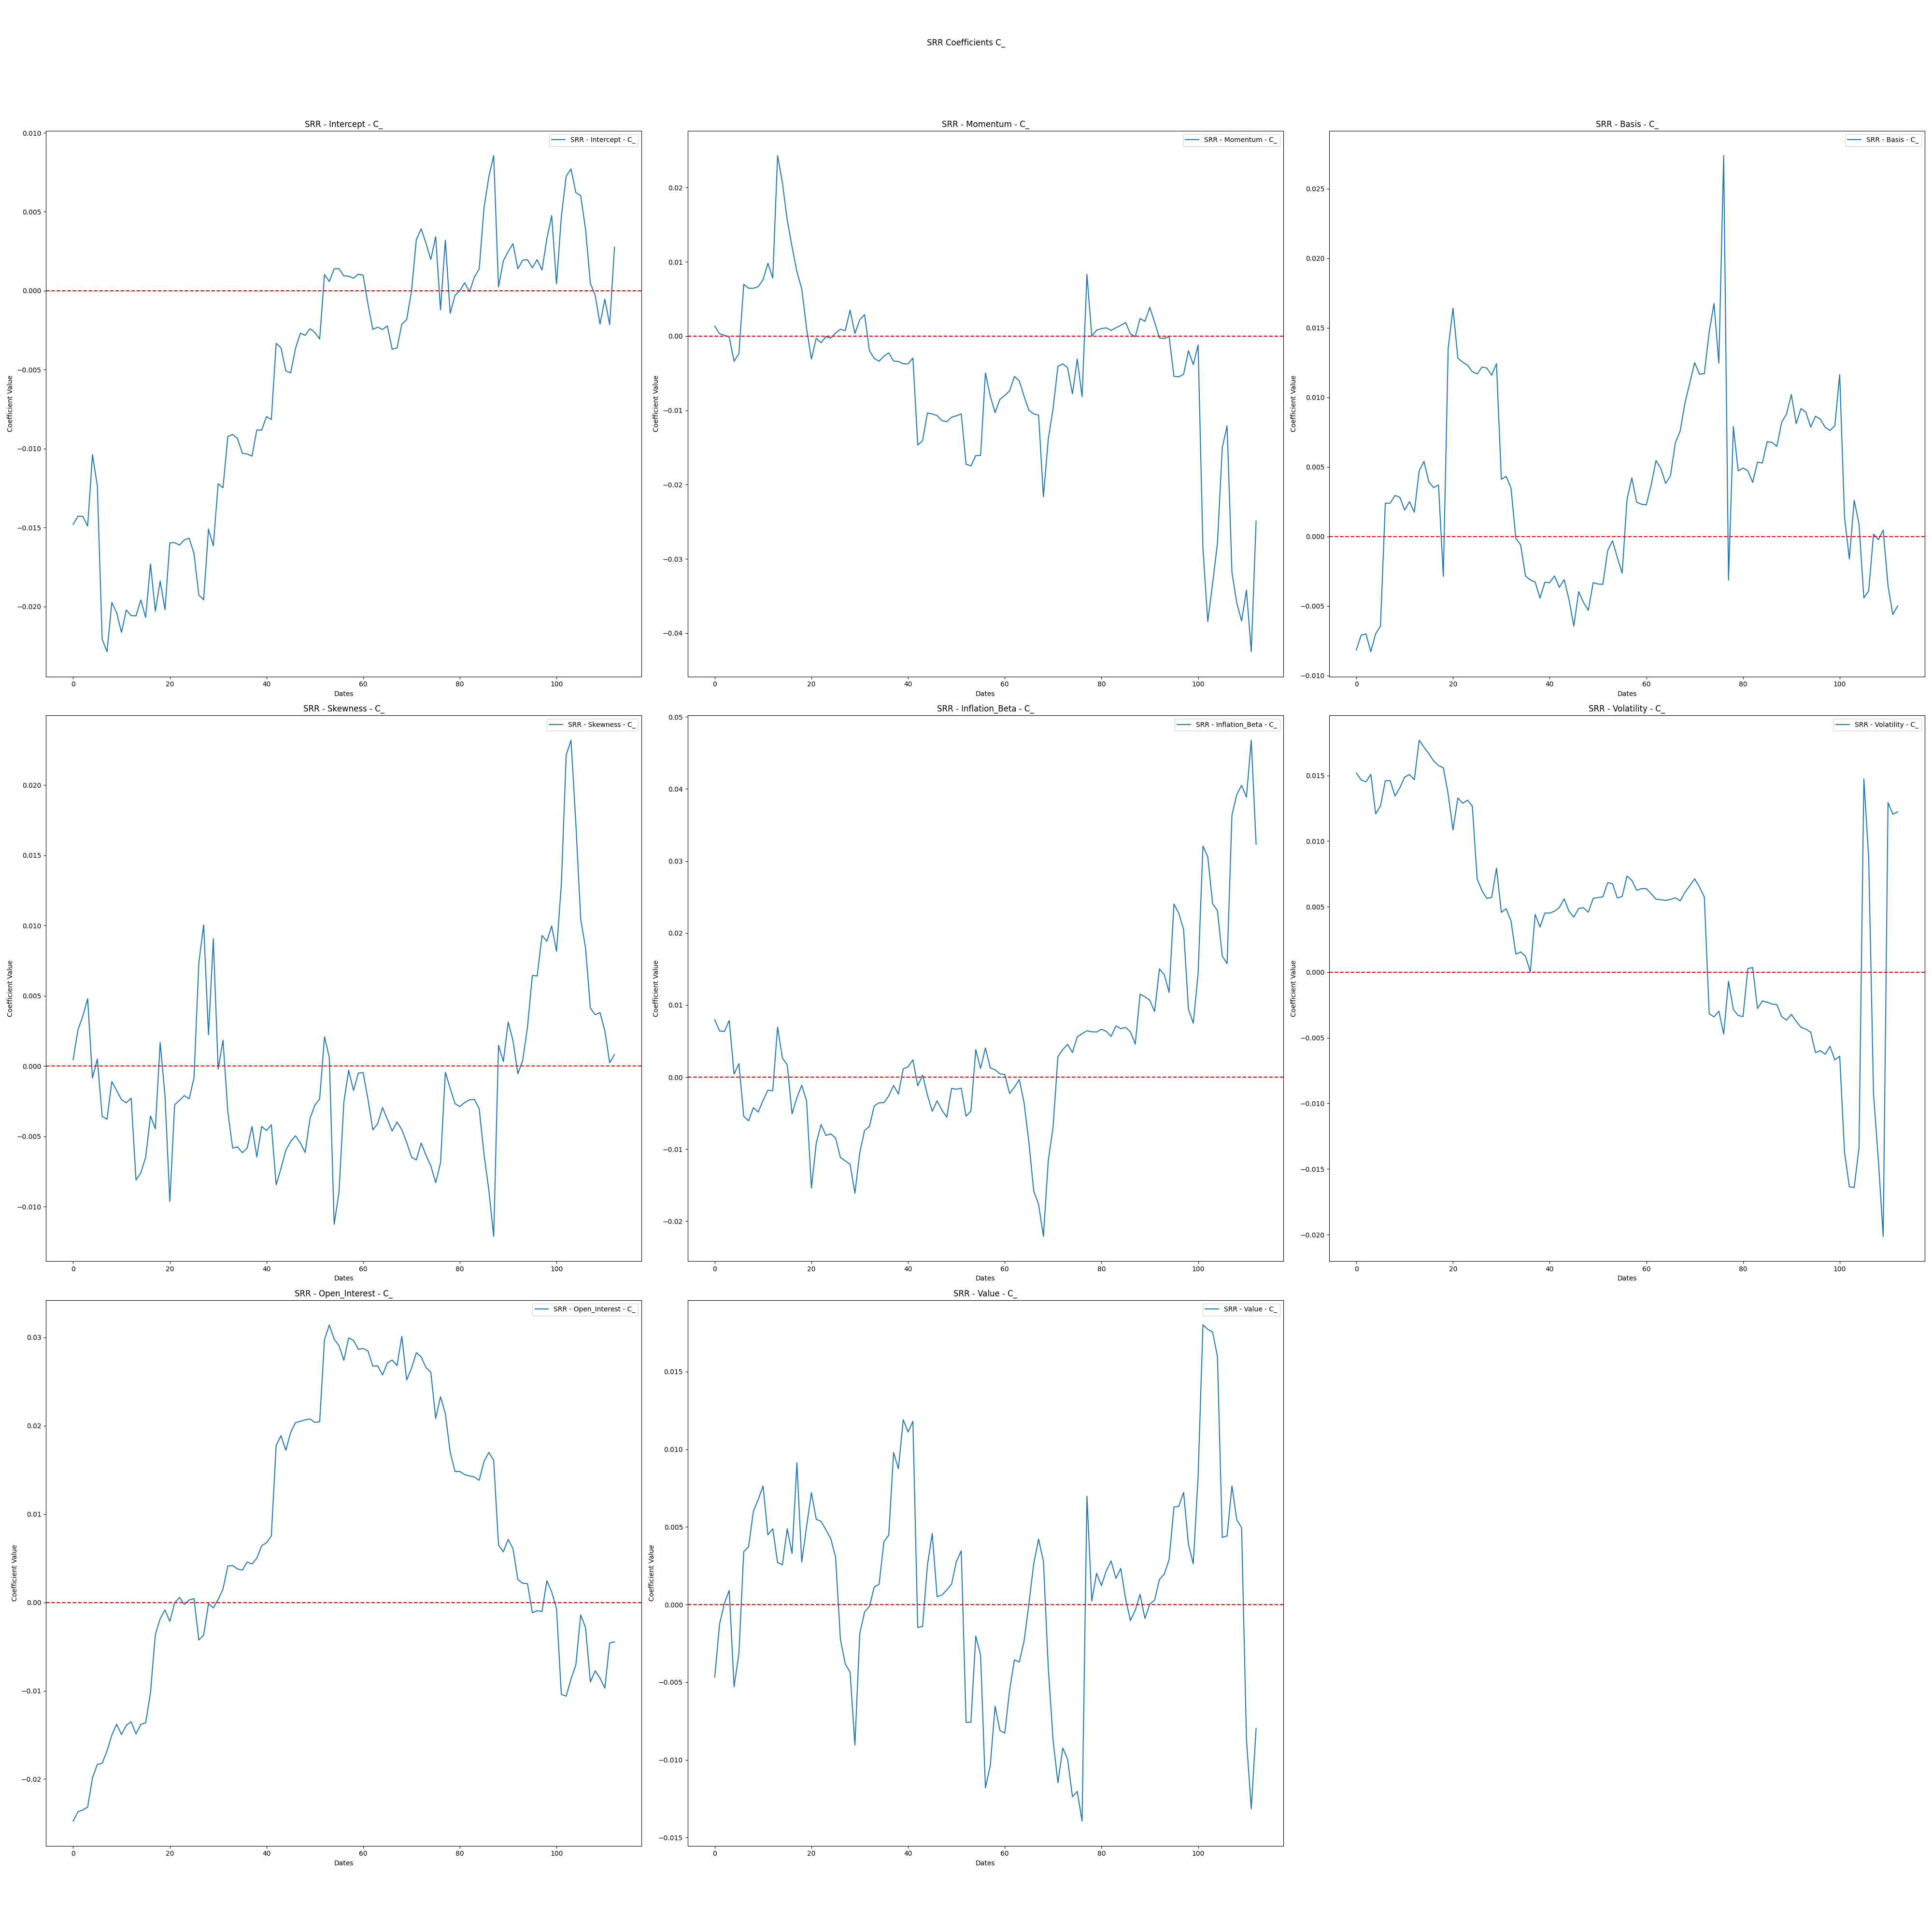 SRR Coefficients C_
SRR - Intercept - C_
SRR - Intercept - C_
0.010
0.005
0.000
−0.005
−0.010
−0.015
−0.020
Coefficient Value
0 20 40 60 80 100
Dates
SRR - Momentum - C_
SRR - Momentum - C_
0.02
0.01
0.00
−0.01
−0.02
−0.03
−0.04
Coefficient Value
0 20 40 60 80 100
Dates
SRR - Basis - C_
SRR - Basis - C_
0.025
0.020
0.015
0.010
0.005
0.000
−0.005
−0.010
Coefficient Value
0 20 40 60 80 100
Dates
SRR - Skewness - C_
SRR - Skewness - C_
0.020
0.015
0.010
0.005
0.000
−0.005
−0.010
Coefficient Value
0 20 40 60 80 100
Dates
SRR - Inflation_Beta - C_
SRR - Inflation_Beta - C_
0.05
0.04
0.03
0.02
0.01
0.00
−0.01
−0.02
Coefficient Value
0 20 40 60 80 100
Dates
SRR - Volatility - C_
SRR - Volatility - C_
0.015
0.010
0.005
0.000
−0.005
−0.010
−0.015
−0.020
Coefficient Value
0 20 40 60 80 100
Dates
SRR - Open_Interest - C_
SRR - Open_Interest - C_
0.03
0.02
0.01
0.00
−0.01
−0.02
Coefficient Value
0 20 40 60 80 100
Dates
SRR - Value - C_
SRR - Value - C_
0.015
0.010
0.005
0.000
−0.005
−0.010
−0.015
Coefficient Value
0 20 40 60 80 100
Dates